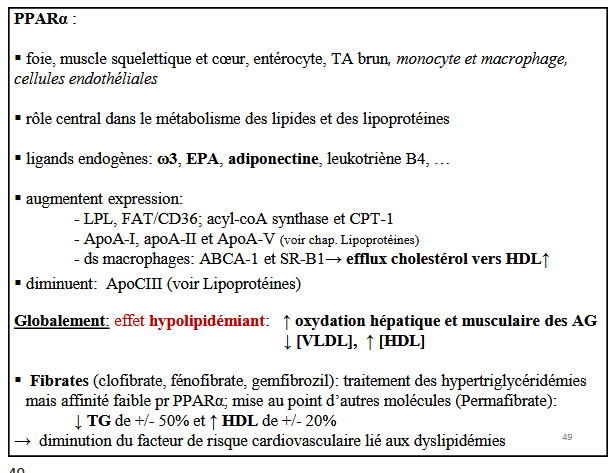 PPARα :
▪ foie, muscle squelettique et cœur, entérocyte, TA brun, monocyte et macrophage,
cellules endothéliales
▪ rôle central dans le métabolisme des lipides et des lipoprotéines
▪ ligands endogènes: ω3, EPA, adiponectine, leukotriène B4, …
▪ augmentent expression:
- LPL, FAT/CD36; acyl-coA synthase et CPT-1
- ApoA-I, apoA-II et ApoA-V (voir chap. Lipoprotéines)
- ds macrophages: ABCA-1 et SR-B1→ efflux cholestérol vers HDL↑
▪ diminuent: ApoCIII (voir Lipoprotéines)
Globalement: effet hypolipidémiant: ↑ oxydation hépatique et musculaire des AG
↓ [VLDL], ↑ [HDL]
▪ Fibrates (clofibrate, fénofibrate, gemfibrozil): traitement des hypertriglycéridémies
mais affinité faible pr PPARα; mise au point d’autres molécules (Permafibrate):
↓ TG de +/- 50% et ↑ HDL de +/- 20%
→ diminution du facteur de risque cardiovasculaire lié aux dyslipidémies
49